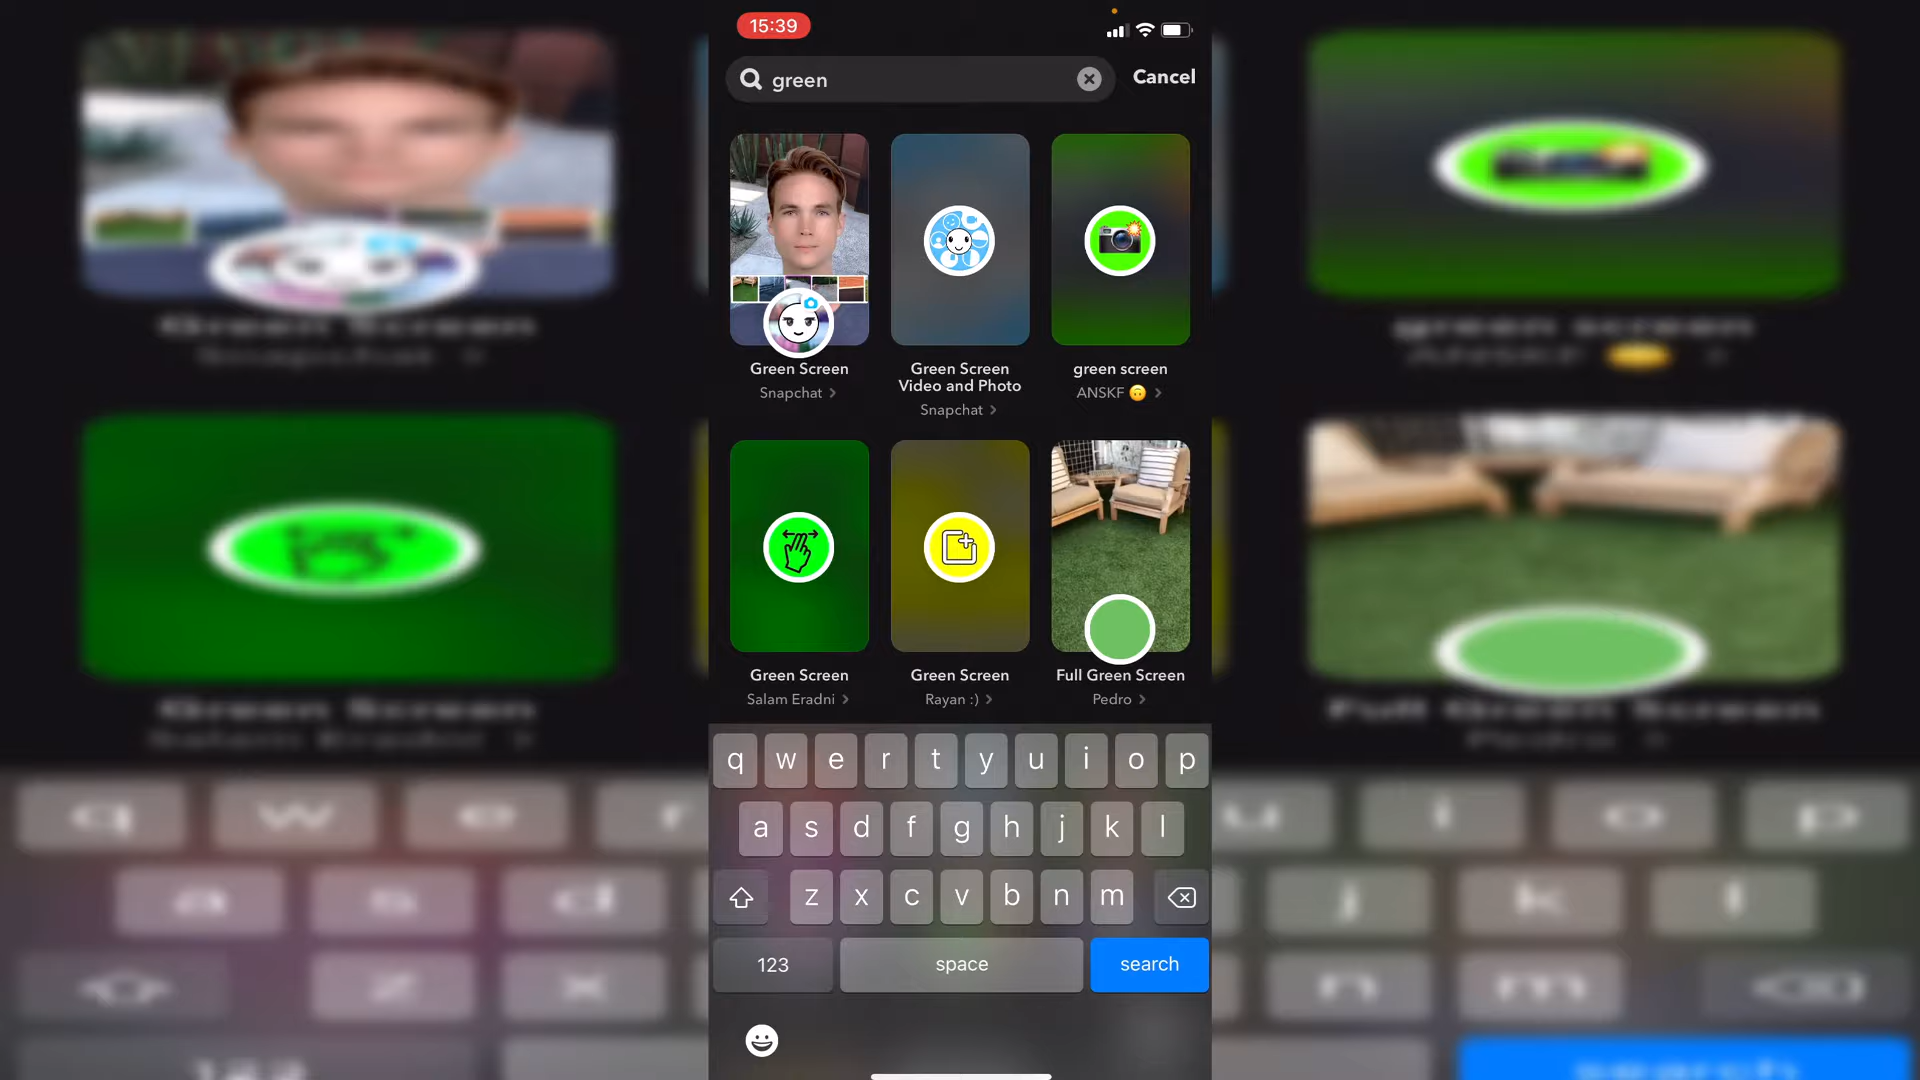 15:39
green
Cancel
Green Screen
Snapchat
Green Screen
Video and Photo
Snapchat
green screen
ANSKF 🙃
Green Screen
Salam Eradni
Green Screen
Rayan :)
Full Green Screen
Pedro
q w e r t y u i o p
a s d f g h j k l
z x c v b n m
123 space search